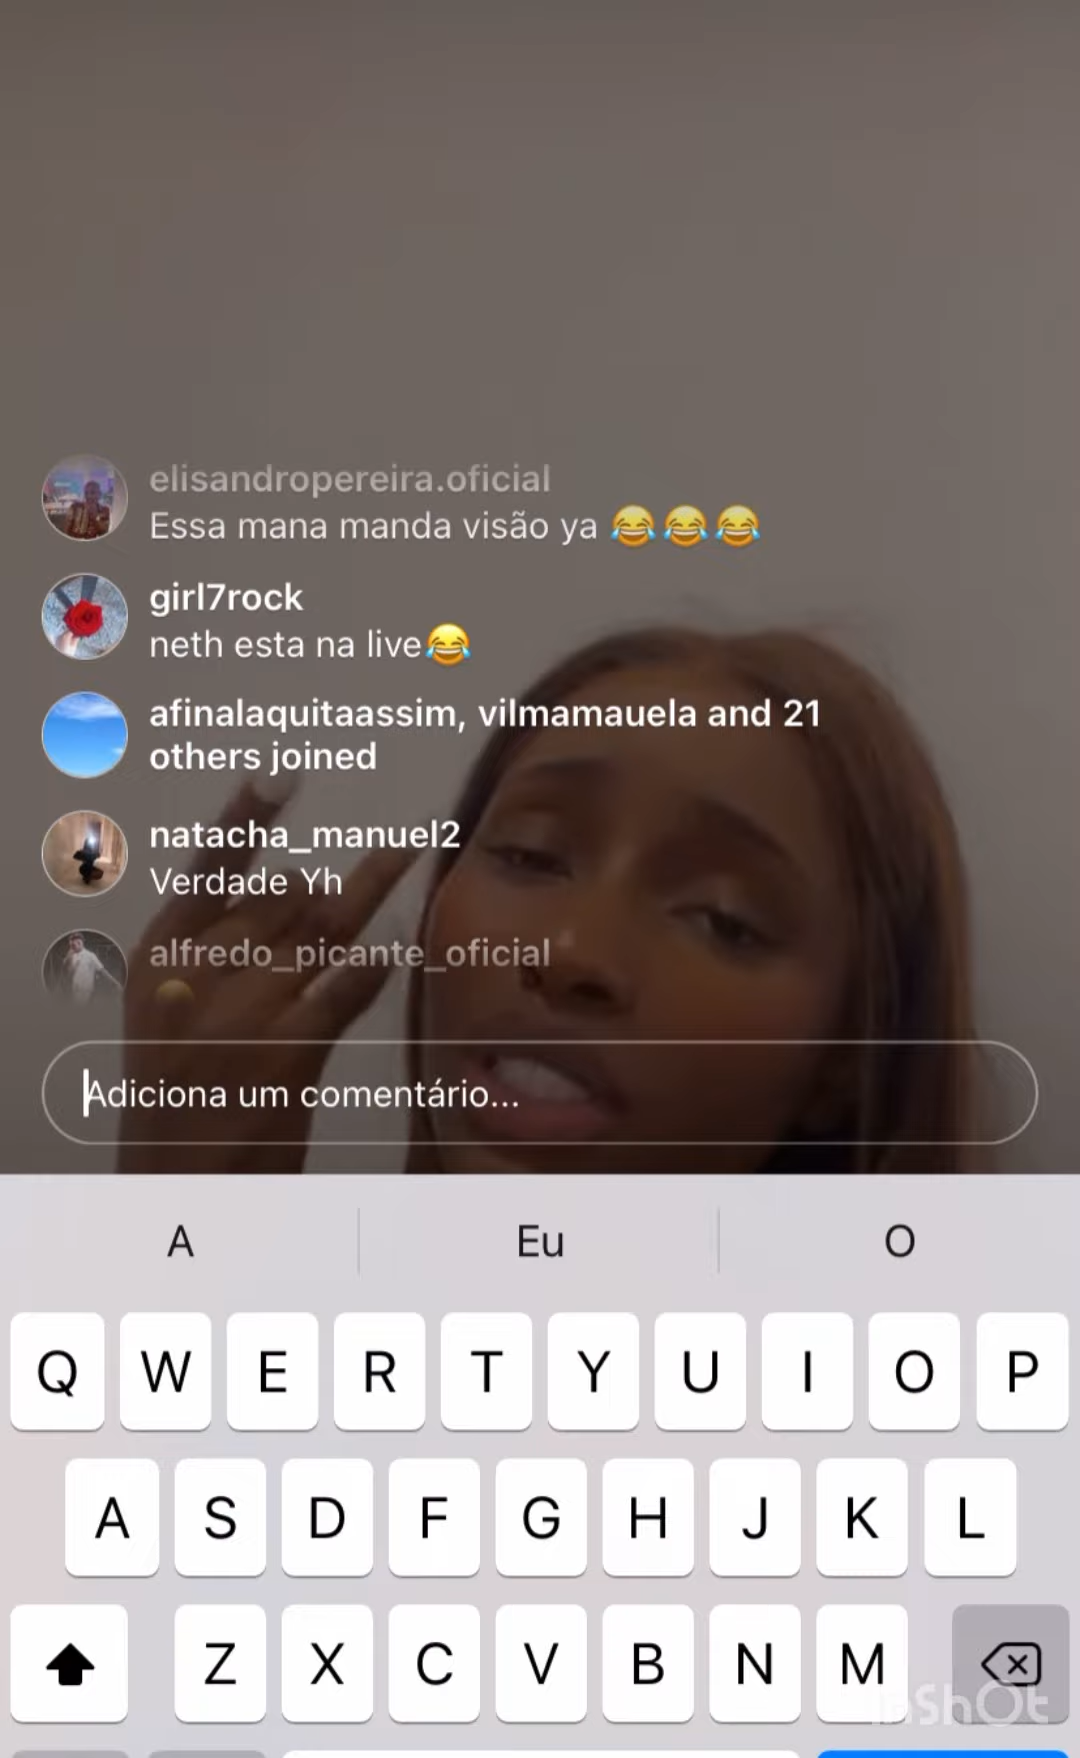 elisandropereira.oficial
Essa mana manda visão ya 😂😂😂
girl7rock
neth esta na live😂
afinalaquitaassim, vilmamauela and 21
others joined
natacha_manuel2
Verdade Yh
alfredo_picante_oficial
Adiciona um comentário...
A Eu O
Q W E R T Y U I O P
A S D F G H J K L
Z X C V B N M
InShOt